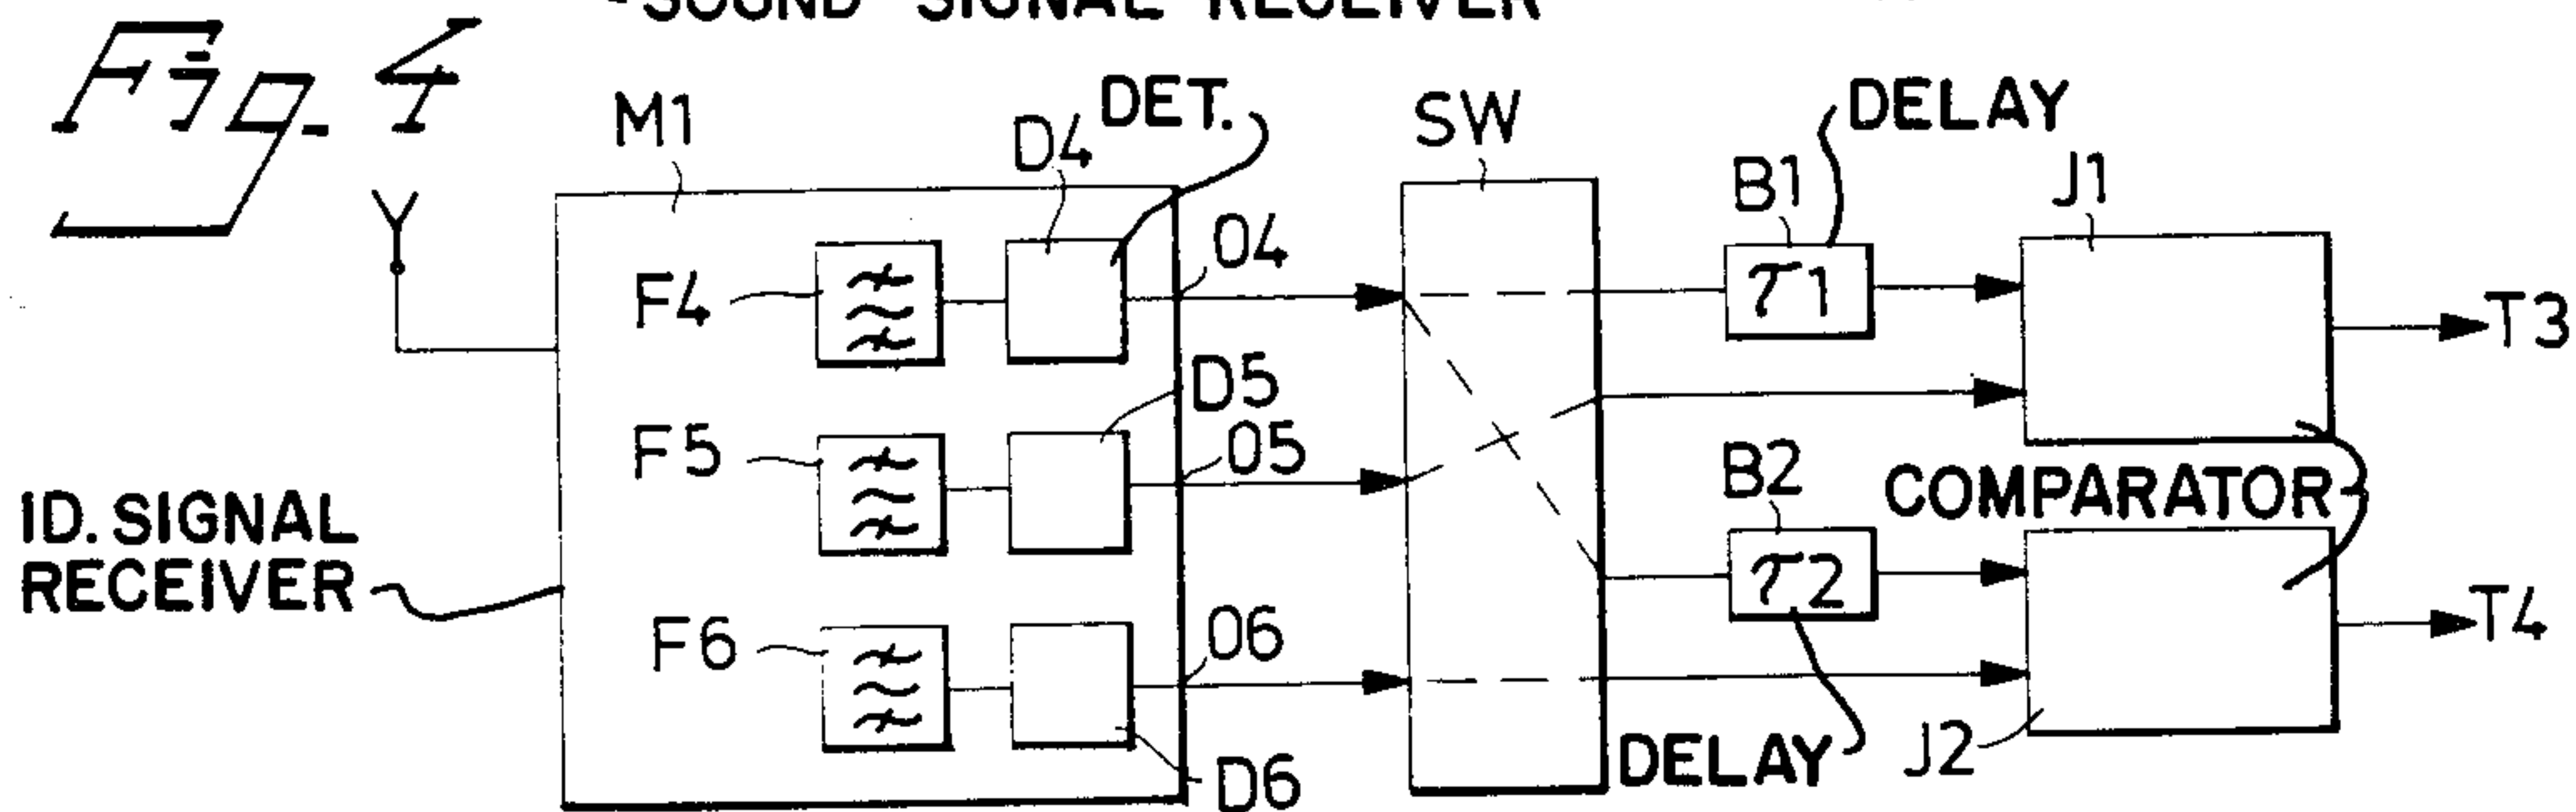 SOUND SIGNAL RECEIVER
Fig. 4
M1
D4
DET.
SW
DELAY
B1
J1
F4
04
τ1
T3
F5
D5
05
B2
COMPARATOR
ID. SIGNAL
RECEIVER
τ2
T4
F6
06
DELAY
J2
D6